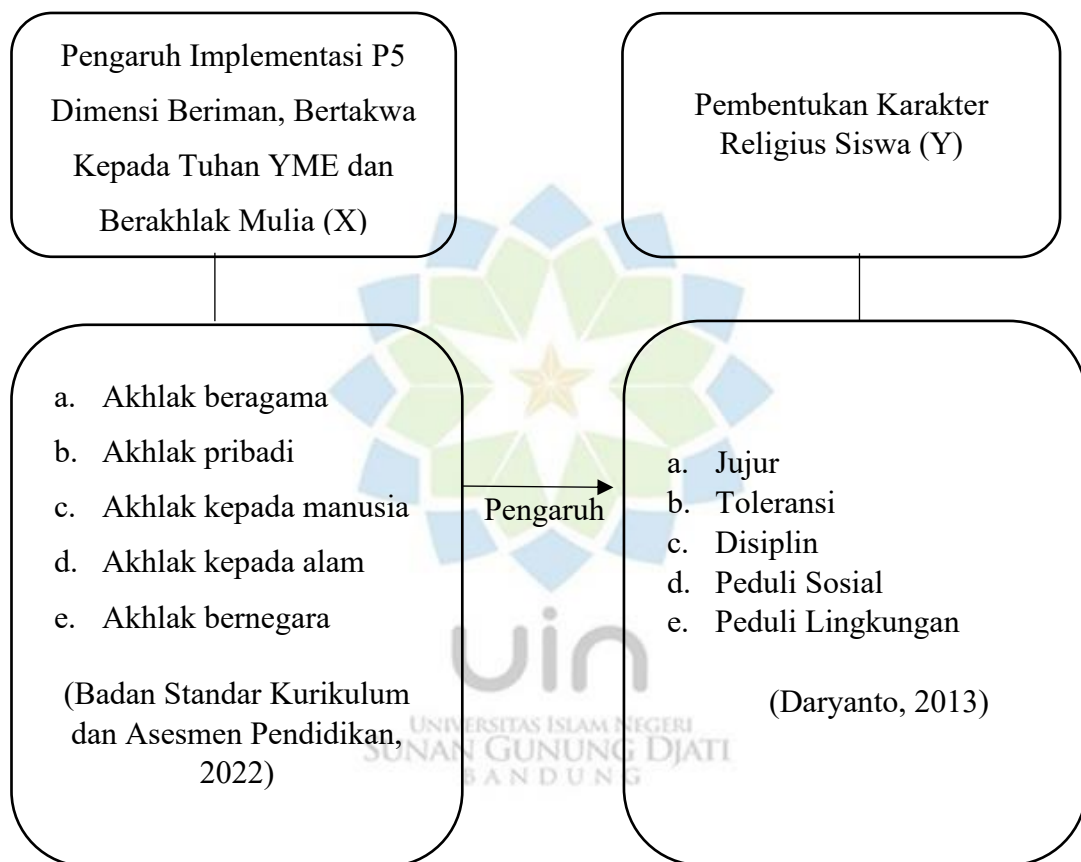 Pengaruh Implementasi P5
Dimensi Beriman, Bertakwa
Kepada Tuhan YME dan
Berakhlak Mulia (X)
Pembentukan Karakter
Religius Siswa (Y)
a. Akhlak beragama
b. Akhlak pribadi
c. Akhlak kepada manusia
d. Akhlak kepada alam
e. Akhlak bernegara
(Badan Standar Kurikulum
dan Asesmen Pendidikan,
2022)
Pengaruh
a. Jujur
b. Toleransi
c. Disiplin
d. Peduli Sosial
e. Peduli Lingkungan
(Daryanto, 2013)
uin
UNIVERSITAS ISLAM NEGERI
SUNAN GUNUNG DJATI
BANDUNG